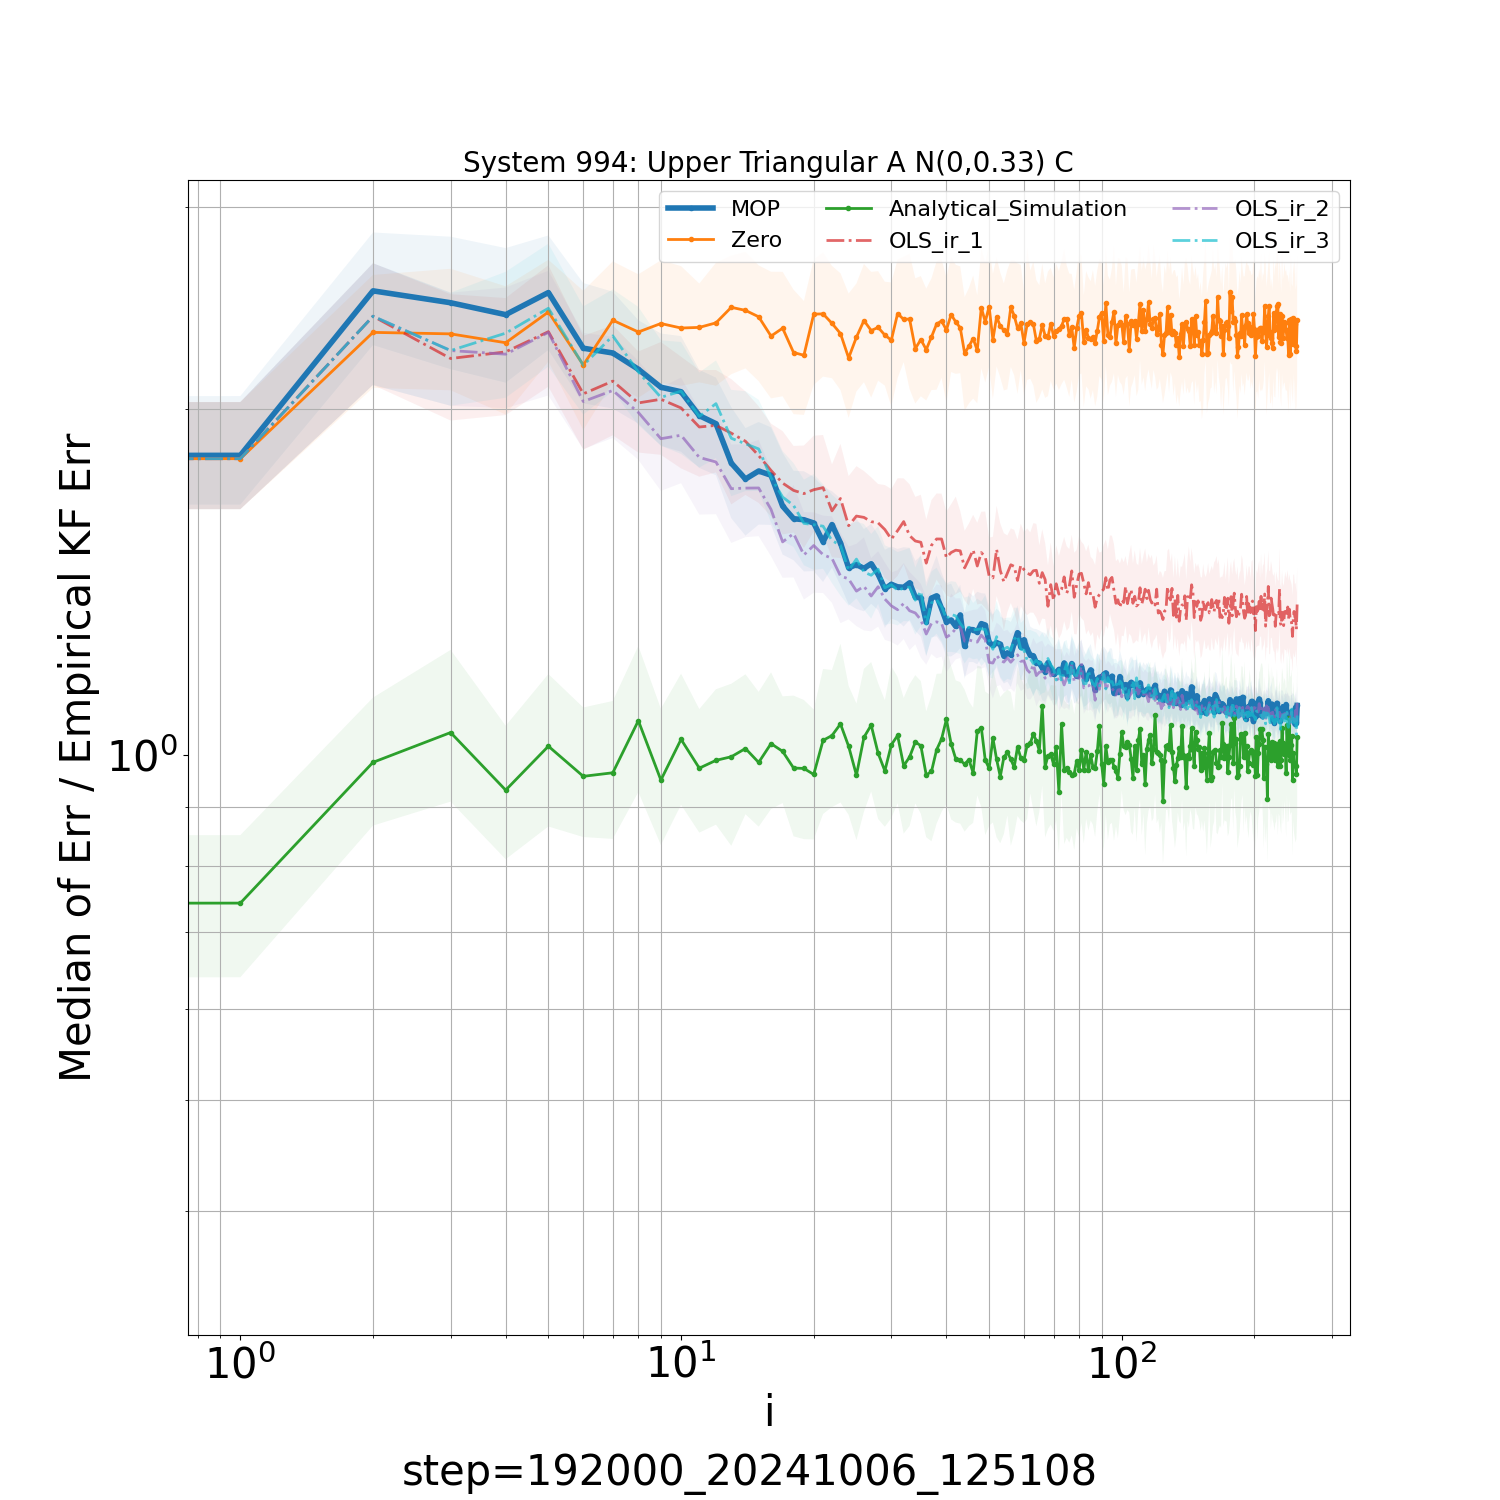 System 994: Upper Triangular A N(0,0.33) C
MOP
Zero
Analytical_Simulation
OLS_ir_1
OLS_ir_2
OLS_ir_3
Median of Err / Empirical KF Err
10⁰
10⁰ 10¹ 10²
i
step=192000_20241006_125108